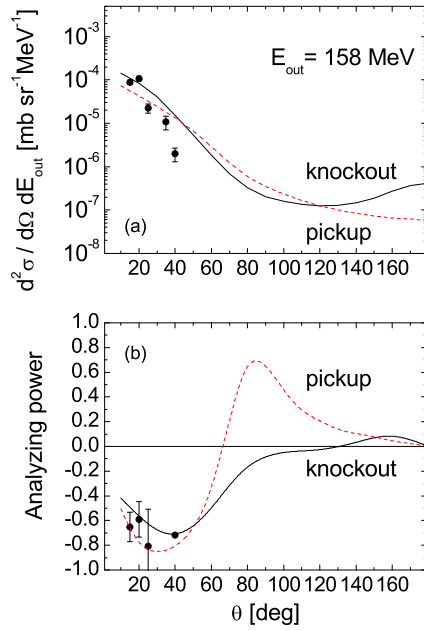 10⁻³
10⁻⁴
10⁻⁵
10⁻⁶
10⁻⁷
10⁻⁸
d²σ / dΩ dE_out [mb sr⁻¹MeV⁻¹]
E_out = 158 MeV
knockout
pickup
(a)
20 40 60 80 100 120 140 160
1.0
0.8
0.6
0.4
0.2
0.0
-0.2
-0.4
-0.6
-0.8
-1.0
Analyzing power
(b)
pickup
knockout
20 40 60 80 100 120 140 160
θ [deg]